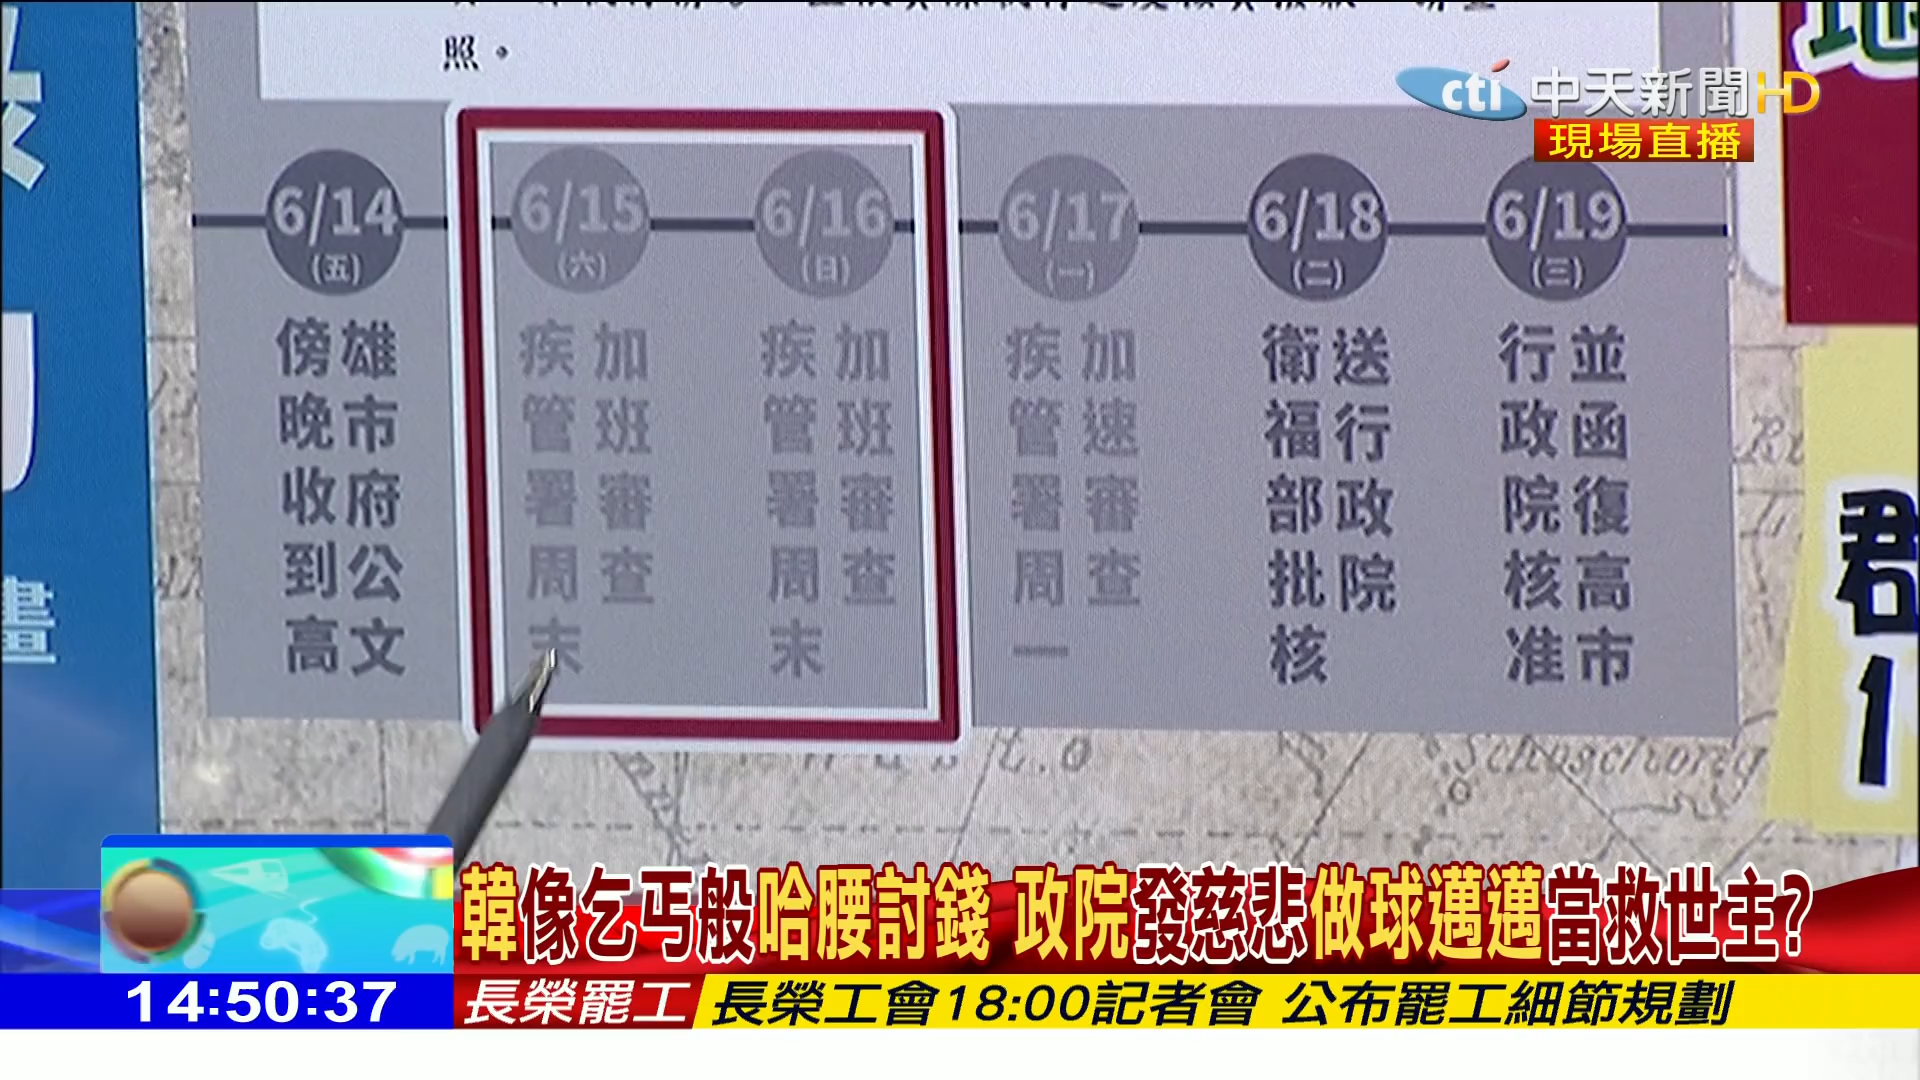 照。
cti 中天新聞HD
現場直播
6/14
(五)
傍晚收到高
雄市府公文
6/15
(六)
疾管署周末
加班審查
6/16
(日)
疾管署周末
加班審查
6/17
(一)
疾管署周一
加速審查
6/18
(二)
衛福部批核
送行政院
6/19
(三)
行政院核准
並函復高市
畫
地
君
1
韓像乞丐般哈腰討錢 政院發慈悲做球邁邁當救世主?
14:50:37
長榮罷工
長榮工會18:00記者會 公布罷工細節規劃